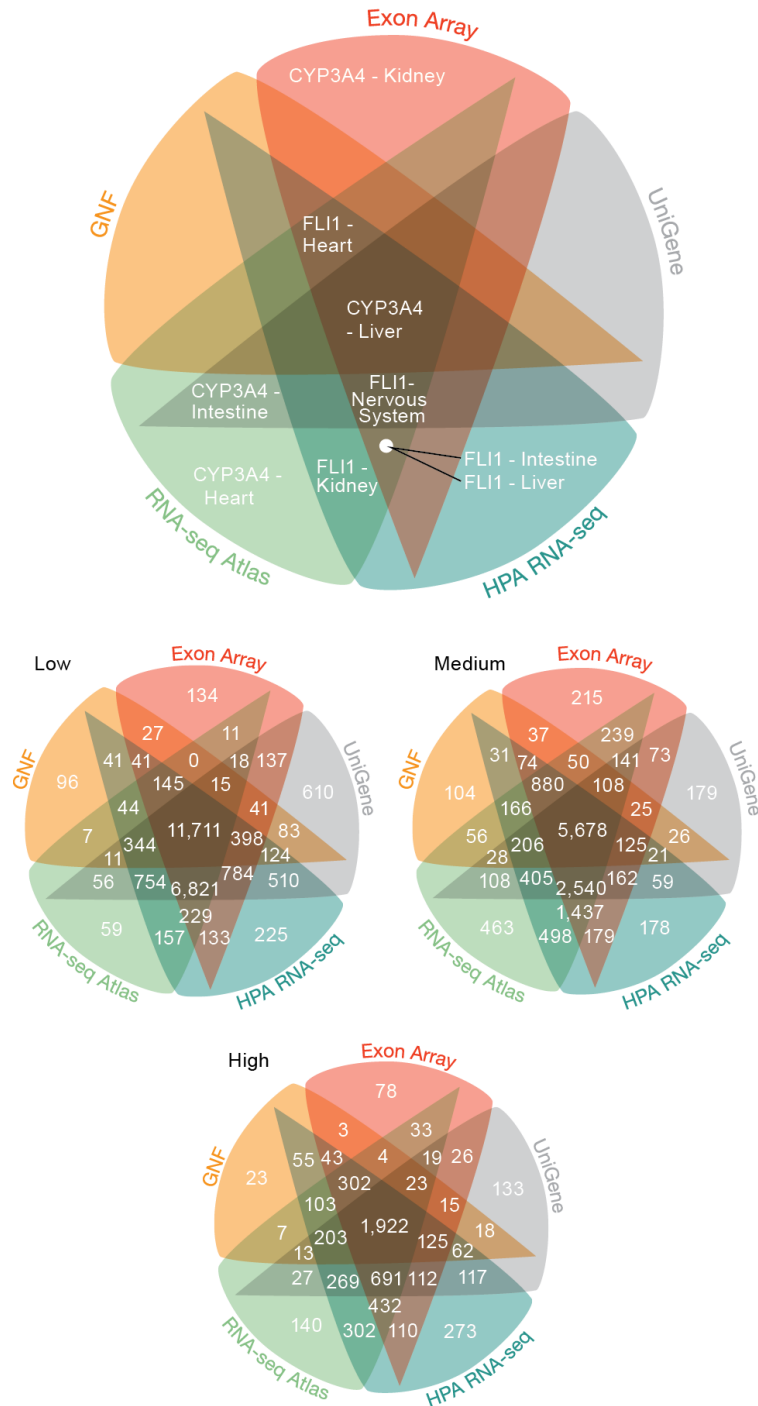 Exon Array
CYP3A4 - Kidney
GNF
UniGene
FLI1 -
Heart
CYP3A4
- Liver
CYP3A4 -
Intestine
FLI1-
Nervous
System
CYP3A4 -
Heart
FLI1 -
Kidney
FLI1 - Intestine
FLI1 - Liver
RNA-seq Atlas
HPA RNA-seq
Low
Exon Array
134
GNF
UniGene
27
11
41
41
0
18
137
96
145
15
610
44
41
7
11,711
398
83
11
344
124
56
754
6,821
784
510
229
59
157
133
225
RNA-seq Atlas
HPA RNA-seq
Medium
Exon Array
215
GNF
UniGene
37
239
31
74
50
141
73
104
880
108
179
166
25
56
5,678
125
26
28
206
21
108
405
2,540
162
59
1,437
463
498
179
178
RNA-seq Atlas
HPA RNA-seq
High
Exon Array
78
GNF
UniGene
3
33
55
43
4
19
26
23
302
23
133
103
15
7
1,922
125
18
13
203
62
27
269
691
112
117
432
140
302
110
273
RNA-seq Atlas
HPA RNA-seq